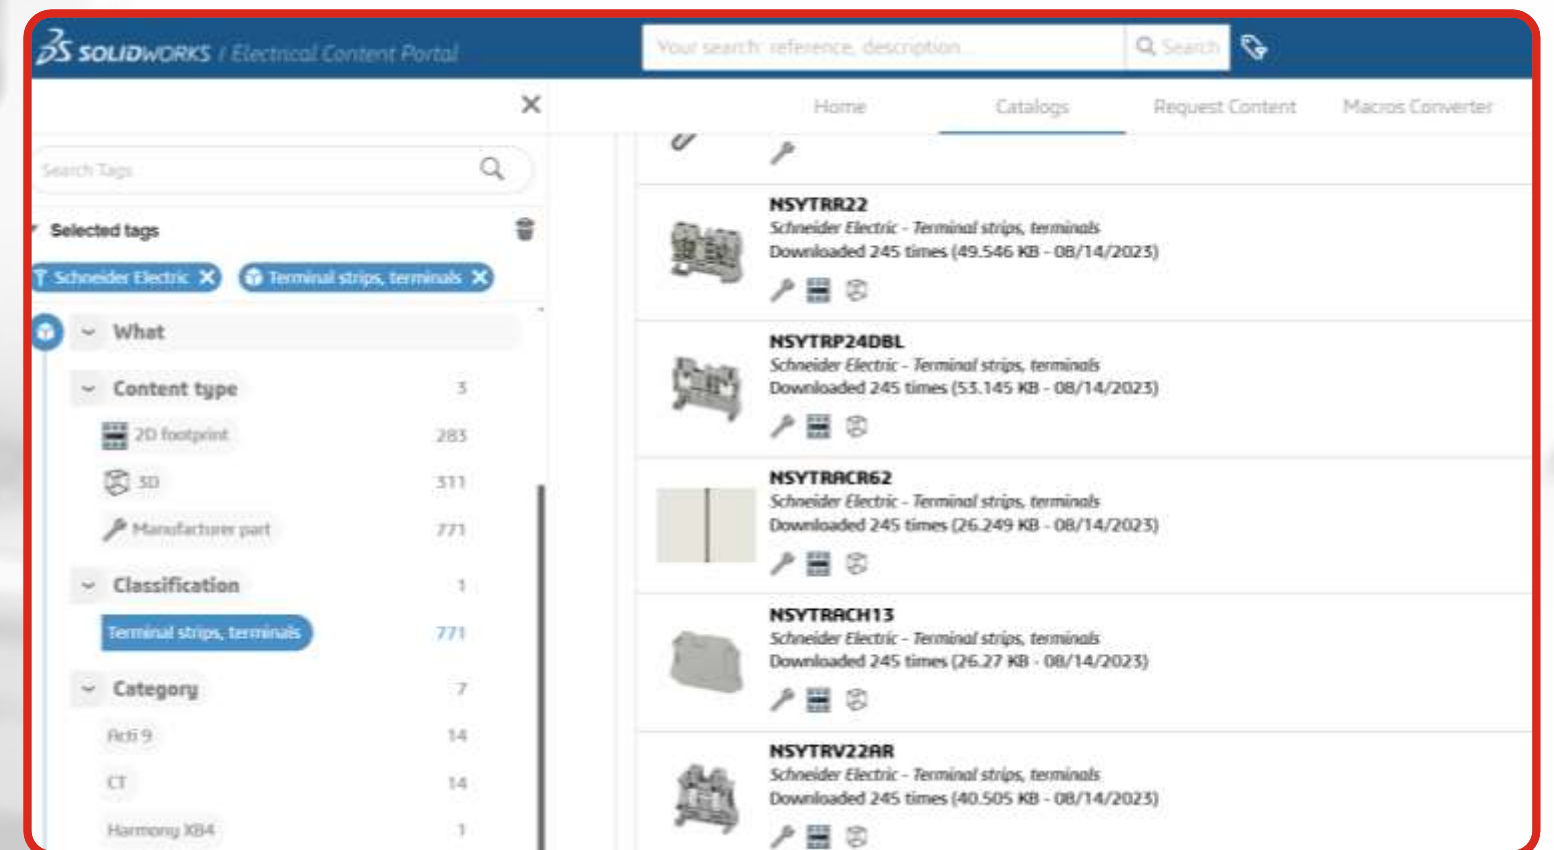 3S SOLIDWORKS / Electrical Content Portal
Your search: reference, description...
Search
Home Catalogs Request Content Macros Converter
Search Tags
Selected tags
Schneider Electric
Terminal strips, terminals
What
Content type 3
2D footprint 283
3D 311
Manufacturer part 771
Classification 1
Terminal strips, terminals 771
Category 7
Acti 9 14
CT 14
Harmony XB4 1
NSYTRR22
Schneider Electric - Terminal strips, terminals
Downloaded 245 times (49.546 KB - 08/14/2023)
NSYTRP24DBL
Schneider Electric - Terminal strips, terminals
Downloaded 245 times (53.145 KB - 08/14/2023)
NSYTRACR62
Schneider Electric - Terminal strips, terminals
Downloaded 245 times (26.249 KB - 08/14/2023)
NSYTRACH13
Schneider Electric - Terminal strips, terminals
Downloaded 245 times (26.27 KB - 08/14/2023)
NSYTRV22AR
Schneider Electric - Terminal strips, terminals
Downloaded 245 times (40.505 KB - 08/14/2023)